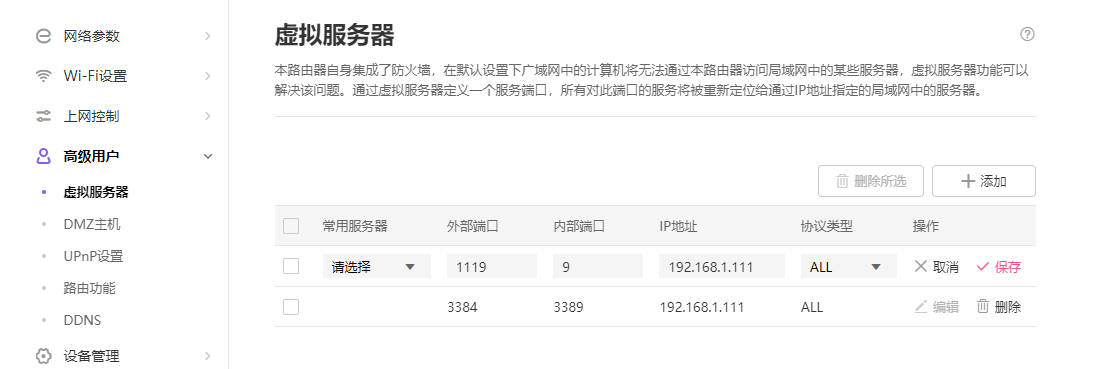 网络参数
Wi-Fi设置
上网控制
高级用户
虚拟服务器
DMZ主机
UPnP设置
路由功能
DDNS
设备管理
虚拟服务器
本路由器自身集成了防火墙，在默认设置下广域网中的计算机将无法通过本路由器访问局域网中的某些服务器，虚拟服务器功能可以
解决该问题。通过虚拟服务器定义一个服务端口，所有对此端口的服务将被重新定位给通过IP地址指定的局域网中的服务器。
删除所选 添加
常用服务器 外部端口 内部端口 IP地址 协议类型 操作
请选择 1119 9 192.168.1.111 ALL 取消 保存
3384 3389 192.168.1.111 ALL 编辑 删除